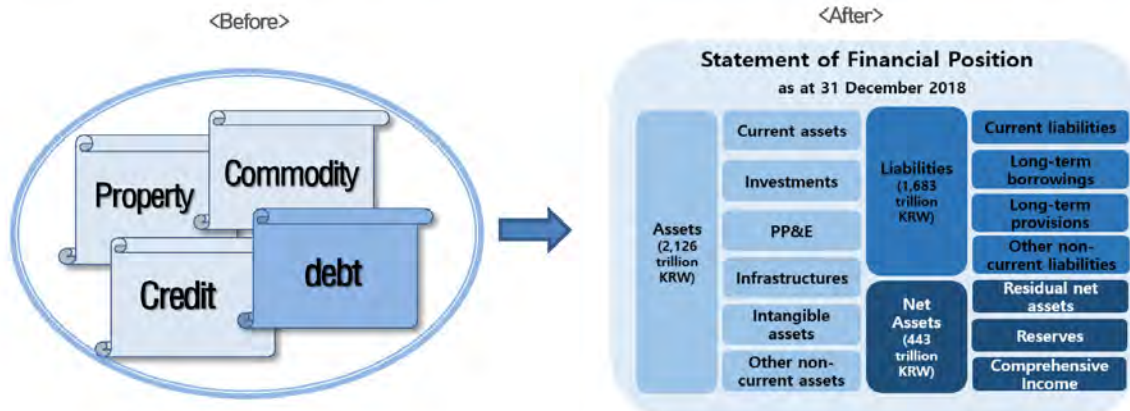 <Before>
Property
Commodity
Credit
debt
<After>
Statement of Financial Position
as at 31 December 2018
Assets
(2,126
trillion
KRW)
Current assets
Investments
PP&E
Infrastructures
Intangible
assets
Other non-
current assets
Liabilities
(1,683
trillion
KRW)
Net
Assets
(443
trillion
KRW)
Current liabilities
Long-term
borrowings
Long-term
provisions
Other non-
current liabilities
Residual net
assets
Reserves
Comprehensive
Income